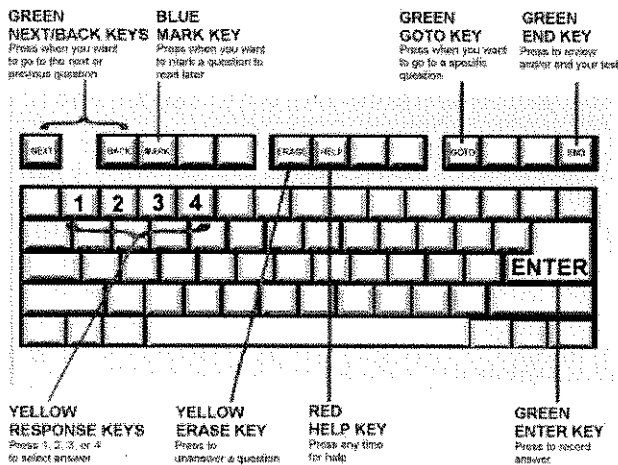 GREEN
NEXT/BACK KEYS
Press when you want
to go to the next or
previous question
BLUE
MARK KEY
Press when you want
to mark a question to
read later
GREEN
GOTO KEY
Press when you want
to go to a specific
question
GREEN
END KEY
Press to review
and/or end your test
NEXT BACK MARK ERASE HELP GOTO END
1 2 3 4
ENTER
YELLOW
RESPONSE KEYS
Press 1, 2, 3, or 4
to select answer
YELLOW
ERASE KEY
Press to
unanswer a question
RED
HELP KEY
Press any time
for help
GREEN
ENTER KEY
Press to record
answer